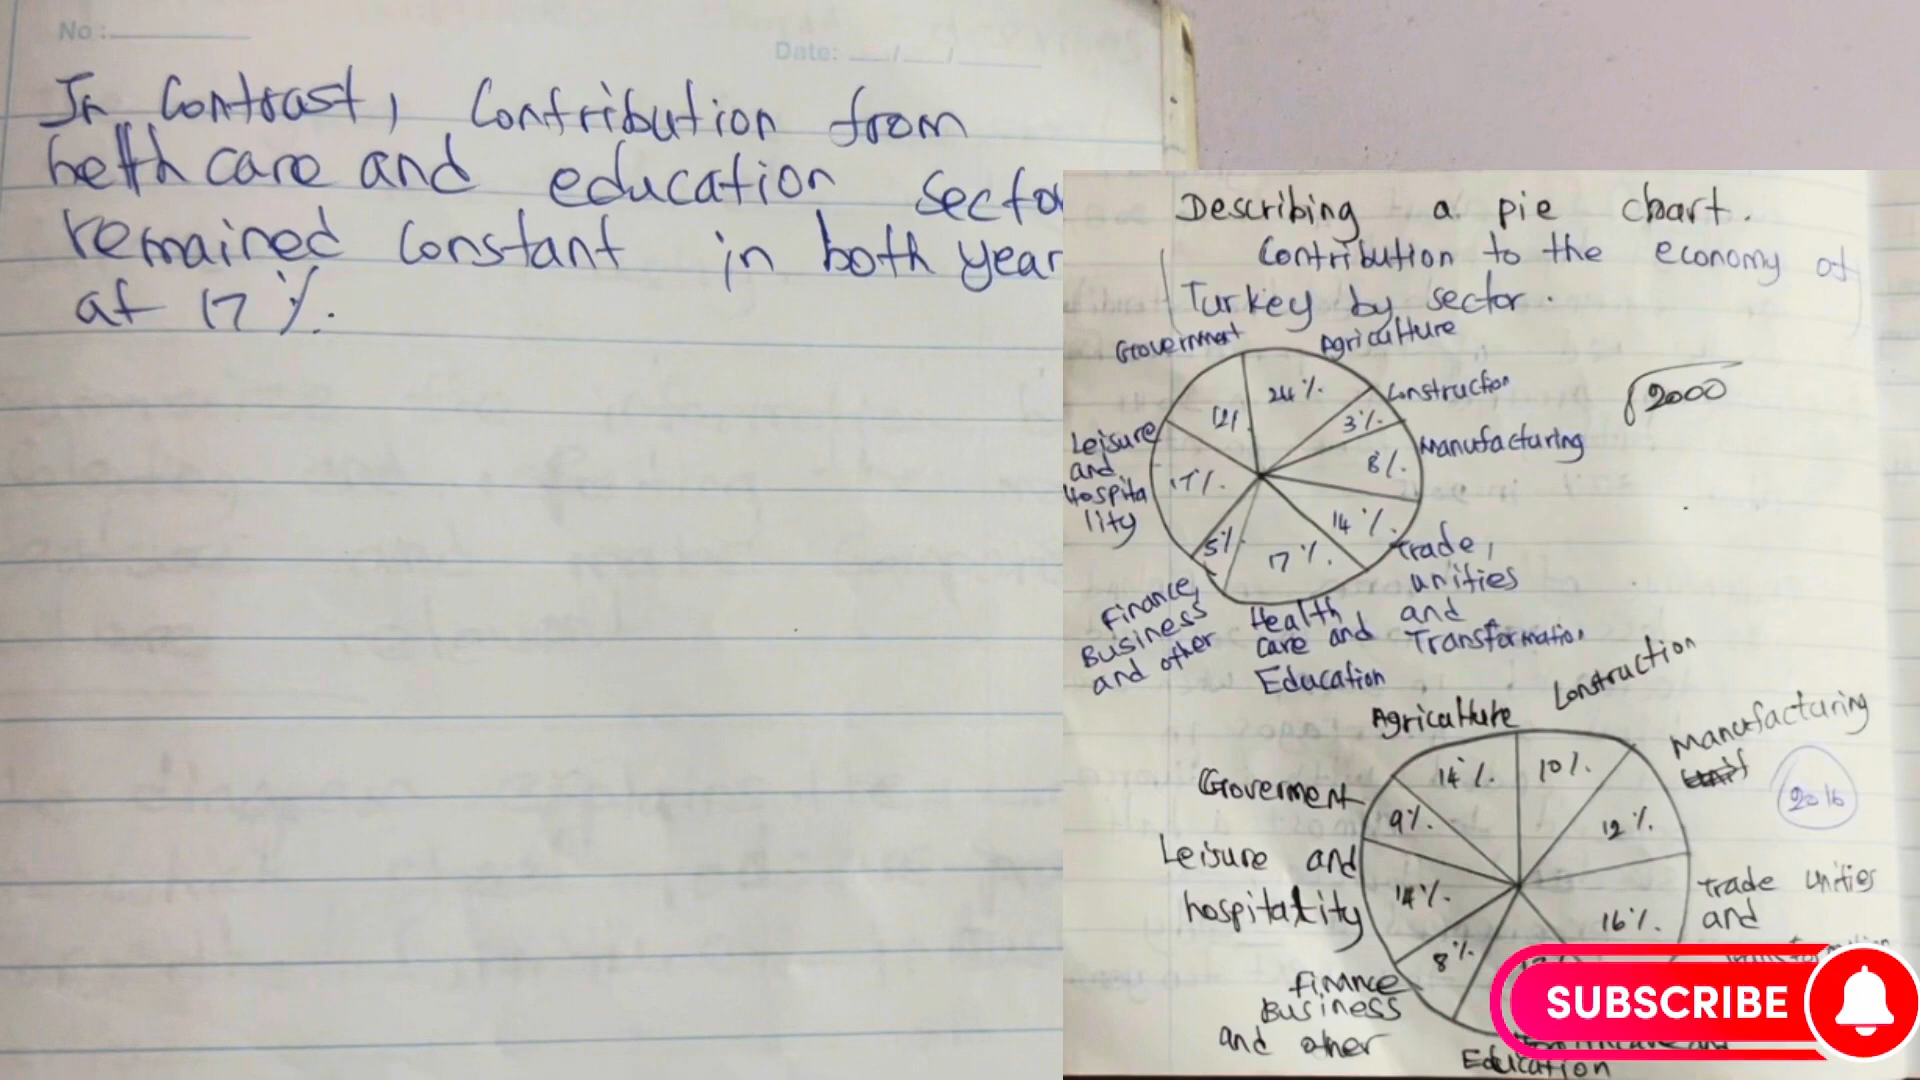 No:
Date: / /
In Contrast, Contribution from
helth care and education secto
remained constant in both year
at 17%.
Describing a pie chart.
Contribution to the economy of
Turkey by sector.
Government
Agriculture
24%.
Construction
2000
3%.
Leisure
and
Hospita
lity
Manufacturing
8%.
14%.
5%.
17%.
Trade,
unities
and
Transformation
Finance,
Business
and other
Health
care and
Education
Construction
Agriculture
Manufacturing
14%.
10%.
Goverment
2016
9%.
12%.
Leisure and
hospitality
14%.
Trade unities
and
16%.
8%.
finance
Business
and other
SUBSCRIBE
Education